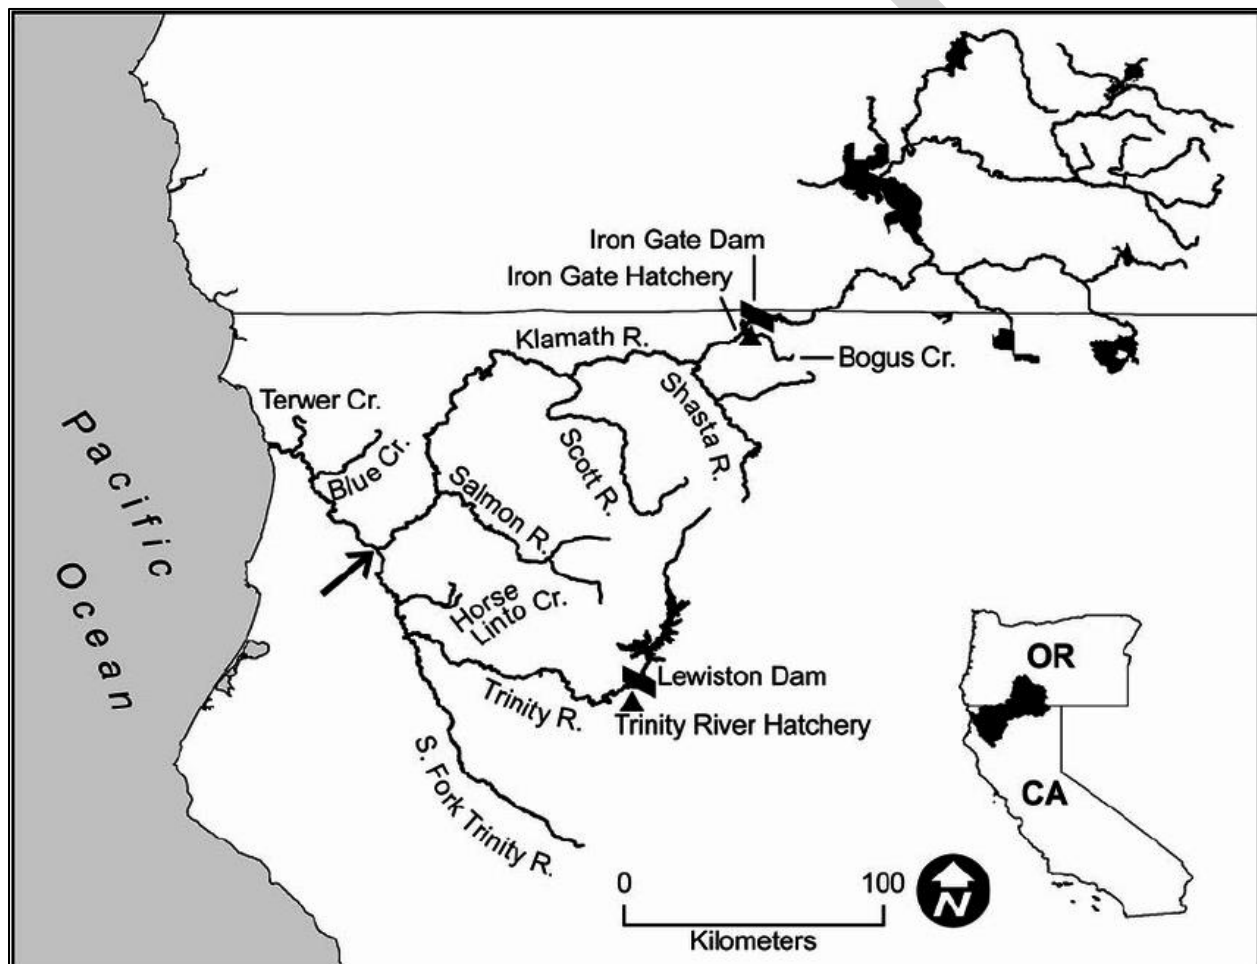 Iron Gate Dam
Iron Gate Hatchery
Klamath R.
Bogus Cr.
Shasta R.
Terwer Cr.
Blue Cr.
Scott R.
Salmon R.
Pacific
Ocean
Horse
Linto Cr.
Lewiston Dam
Trinity R.
Trinity River Hatchery
S. Fork Trinity R.
OR
CA
0 100
Kilometers
N